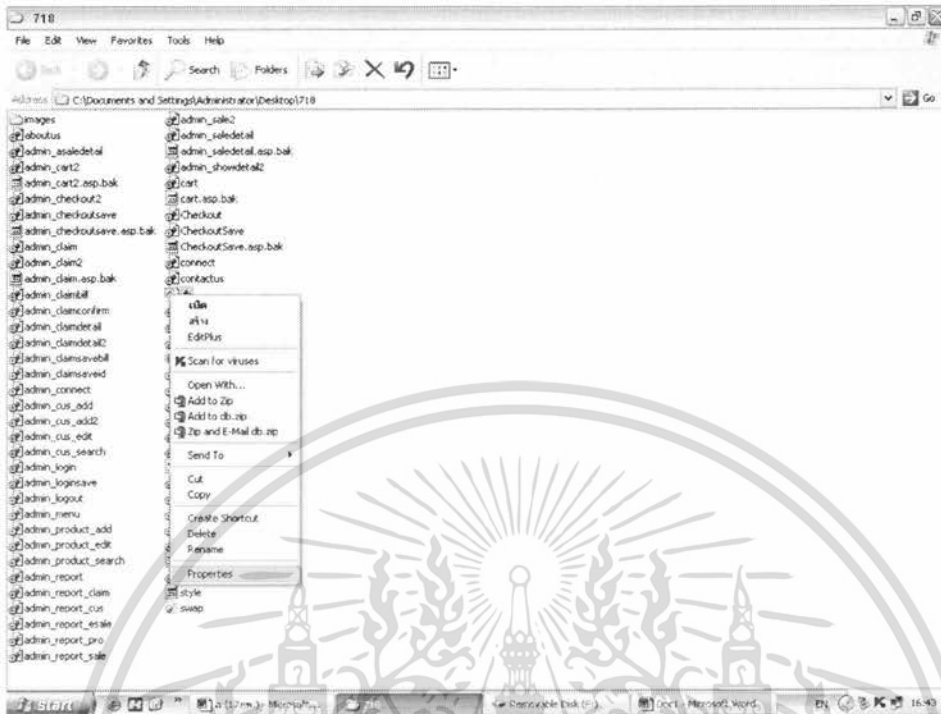 718
File Edit View Favorites Tools Help
Back Search Folders
Address C:\Documents and Settings\Administrator\Desktop\718 Go
images
aboutus
admin_asaledetail
admin_cart2
admin_cart2.asp.bak
admin_checkout2
admin_checkoutsave
admin_checkoutsave.asp.bak
admin_claim
admin_claim2
admin_claim.asp.bak
admin_claimbill
admin_claimconfirm
admin_claimdetail
admin_claimdetail2
admin_claimsavebill
admin_claimsaveid
admin_connect
admin_cus_add
admin_cus_add2
admin_cus_edit
admin_cus_search
admin_login
admin_loginsave
admin_logout
admin_menu
admin_product_add
admin_product_edit
admin_product_search
admin_report
admin_report_claim
admin_report_cus
admin_report_esale
admin_report_pro
admin_report_sale
admin_sale2
admin_saledetail
admin_saledetail.asp.bak
admin_showdetail2
cart
cart.asp.bak
Checkout
CheckoutSave
CheckoutSave.asp.bak
connect
contactus
style
swap
เปิด
สร้าง
EditPlus
Scan for viruses
Open With...
Add to Zip
Add to db.zip
Zip and E-Mail db.zip
Send To
Cut
Copy
Create Shortcut
Delete
Rename
Properties
start
718
Removable Disk (F:)
Doc1 - Microsoft Word
EN
16:43